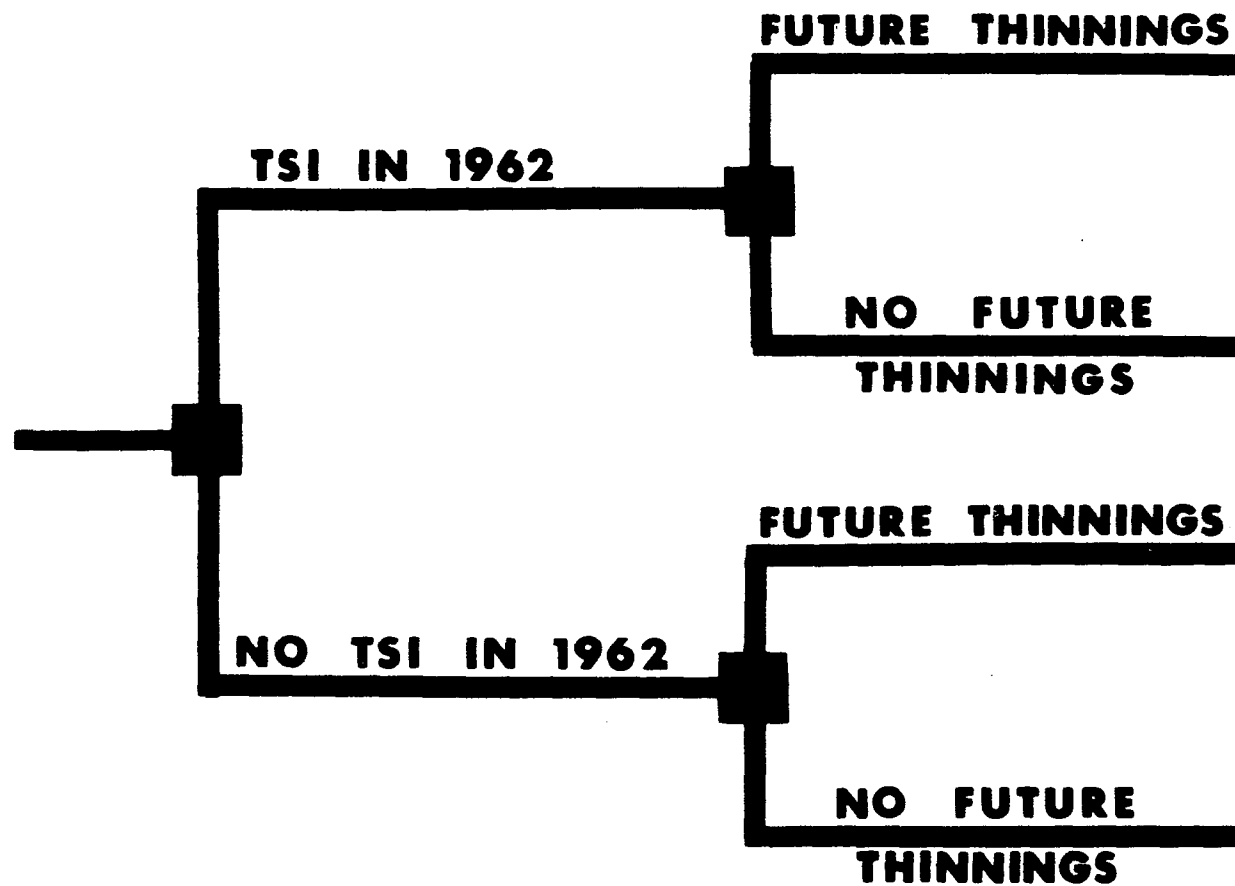 FUTURE THINNINGS
TSI IN 1962
NO FUTURE
THINNINGS
FUTURE THINNINGS
NO TSI IN 1962
NO FUTURE
THINNINGS